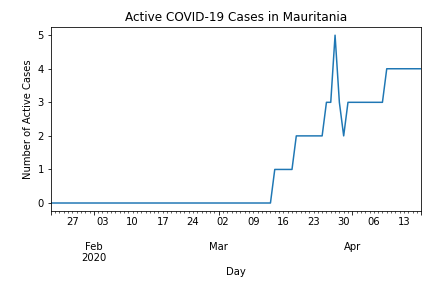 Active COVID-19 Cases in Mauritania
Number of Active Cases
5
4
3
2
1
0
27 03 10 17 24 02 09 16 23 30 06 13
Feb Mar Apr
2020
Day